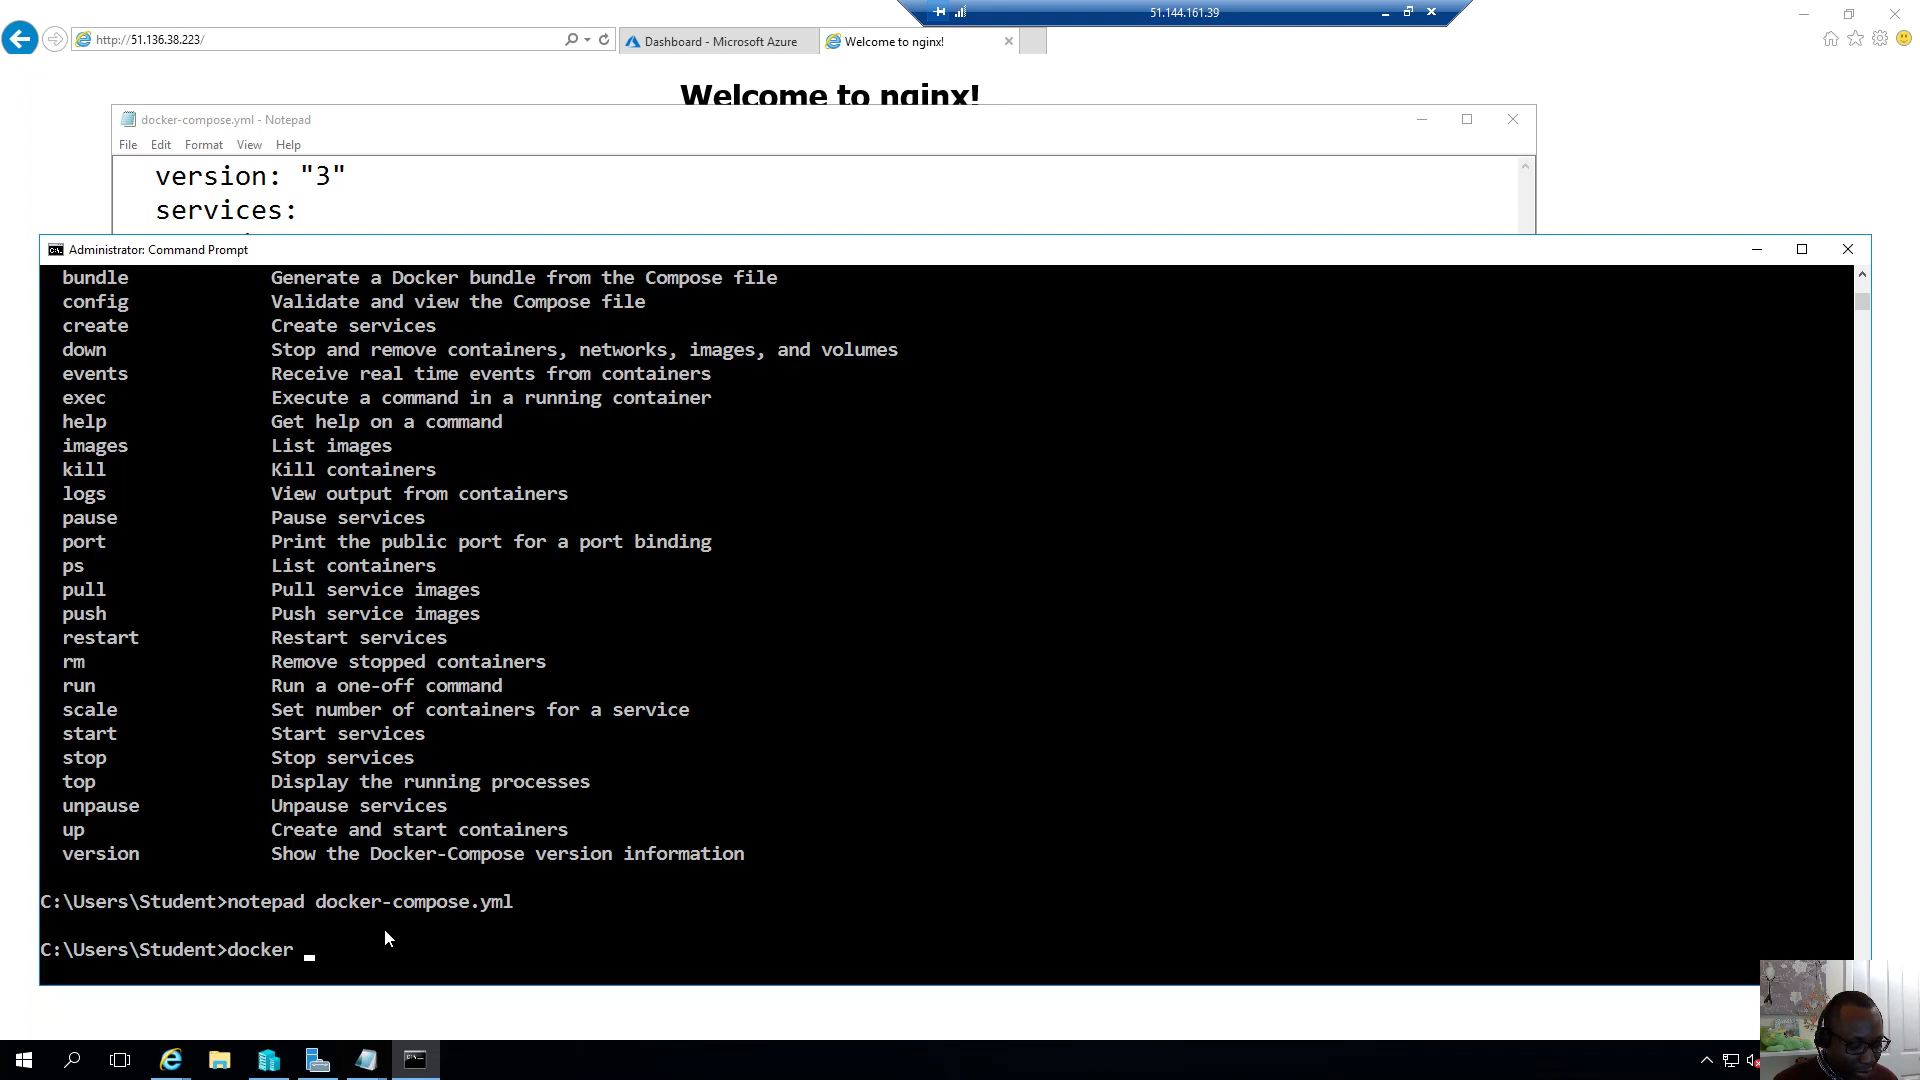 51.144.161.39
http://51.136.38.223/
Dashboard - Microsoft Azure
Welcome to nginx!
Welcome to nginx!
docker-compose.yml - Notepad
File Edit Format View Help
version: "3"
services:
Administrator: Command Prompt
bundle Generate a Docker bundle from the Compose file
config Validate and view the Compose file
create Create services
down Stop and remove containers, networks, images, and volumes
events Receive real time events from containers
exec Execute a command in a running container
help Get help on a command
images List images
kill Kill containers
logs View output from containers
pause Pause services
port Print the public port for a port binding
ps List containers
pull Pull service images
push Push service images
restart Restart services
rm Remove stopped containers
run Run a one-off command
scale Set number of containers for a service
start Start services
stop Stop services
top Display the running processes
unpause Unpause services
up Create and start containers
version Show the Docker-Compose version information
C:\Users\Student>notepad docker-compose.yml
C:\Users\Student>docker